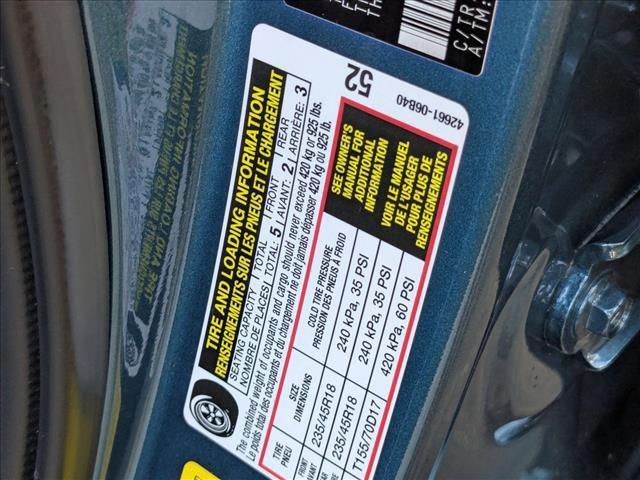 TIRE AND LOADING INFORMATION
RENSEIGNEMENTS SUR LES PNEUS ET LE CHARGEMENT
SEATING CAPACITY TOTAL FRONT REAR
NOMBRE DE PLACES TOTAL: 5 AVANT: 2 ARRIÈRE: 3
The combined weight of occupants and cargo should never exceed 420 kg or 925 lbs.
Le poids total des occupants et du chargement ne doit jamais dépasser 420 kg ou 925 lb.
TIRE SIZE COLD TIRE PRESSURE
PNEU DIMENSIONS PRESSION DES PNEUS À FROID
235/45R18 240 kPa, 35 PSI
235/45R18 240 kPa, 35 PSI
T155/70D17 420 kPa, 60 PSI
SEE OWNER'S
MANUAL FOR
ADDITIONAL
INFORMATION
VOIR LE MANUEL
DE L'USAGER
POUR PLUS DE
RENSEIGNEMENTS
52
42661-06B40
C/TR
A/TM: